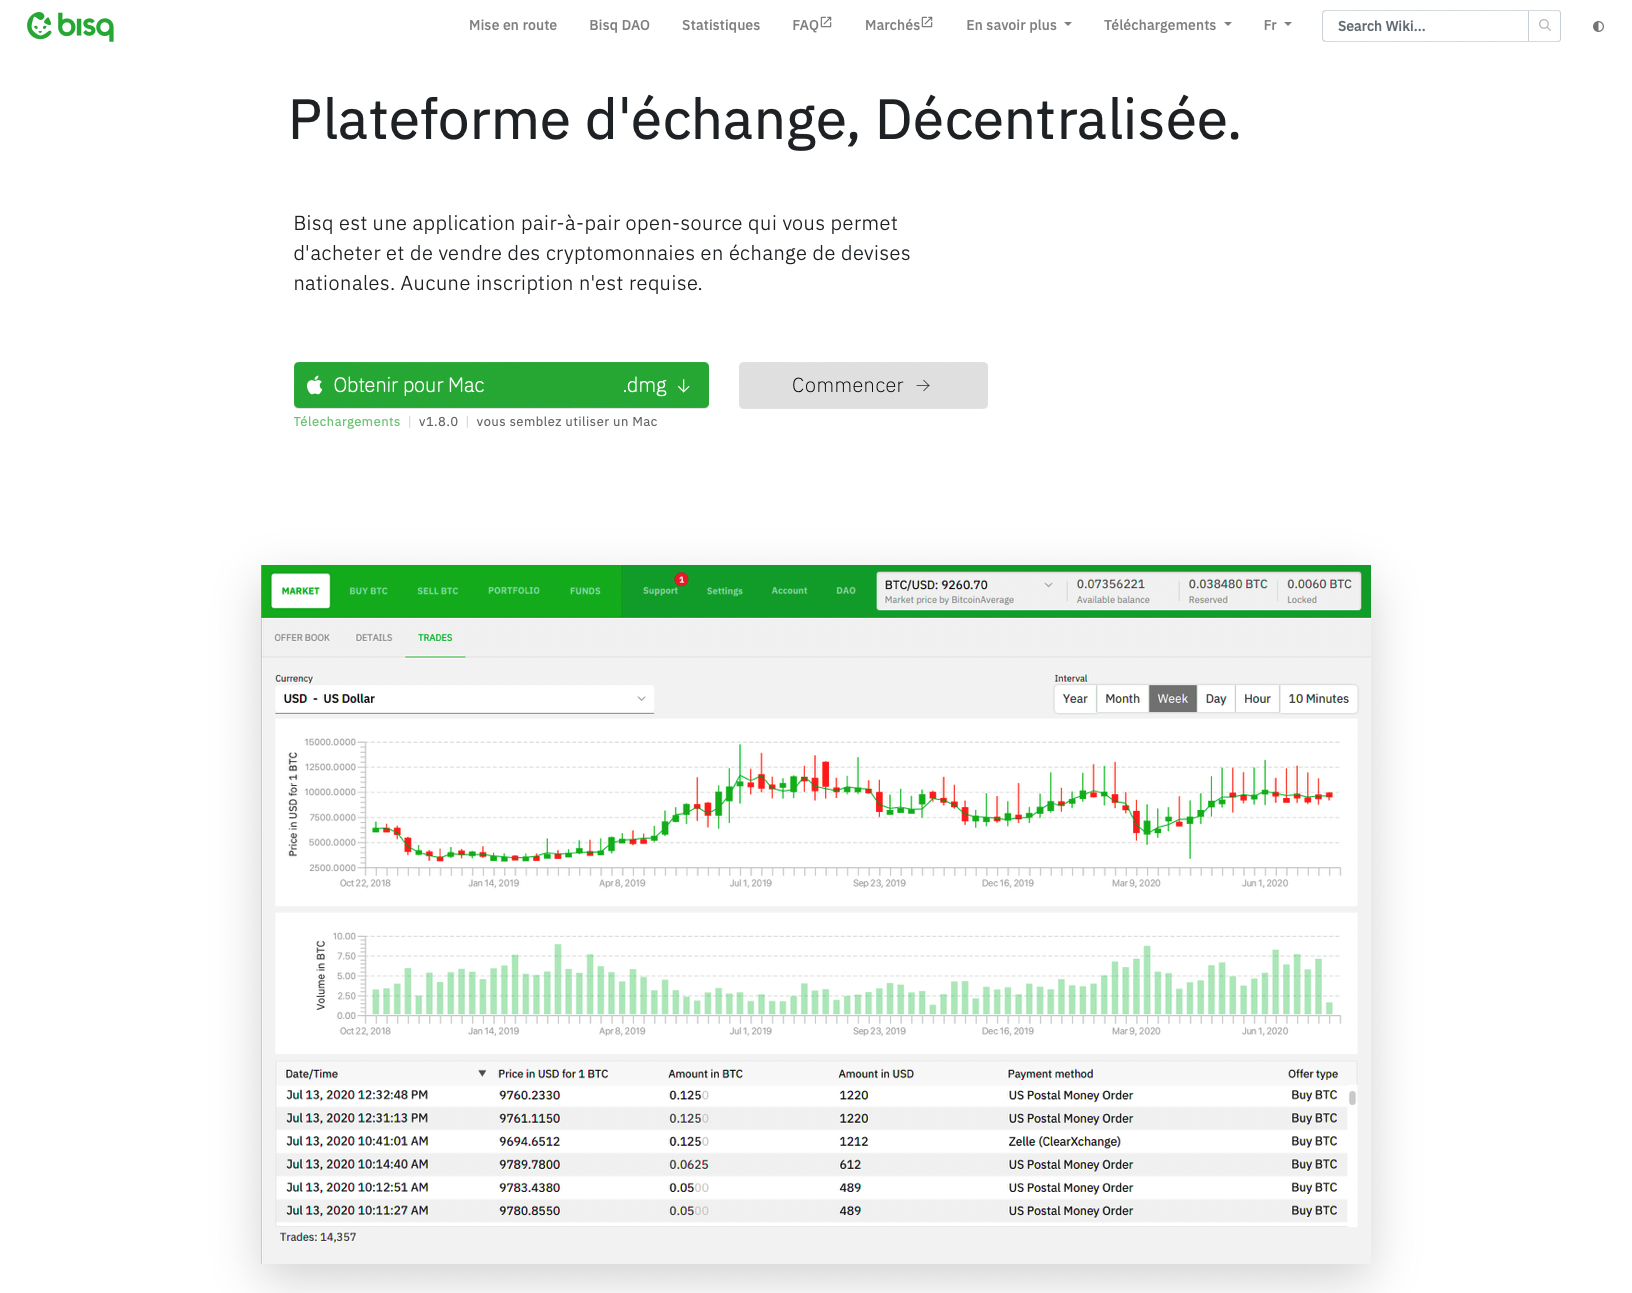 bisq
Mise en route Bisq DAO Statistiques FAQ Marchés En savoir plus Téléchargements Fr Search Wiki...
Plateforme d'échange, Décentralisée.
Bisq est une application pair-à-pair open-source qui vous permet
d'acheter et de vendre des cryptomonnaies en échange de devises
nationales. Aucune inscription n'est requise.
Obtenir pour Mac .dmg ↓ Commencer →
Télechargements | v1.8.0 | vous semblez utiliser un Mac
MARKET BUY BTC SELL BTC PORTFOLIO FUNDS Support 1 Settings Account DAO BTC/USD: 9260.70 0.07356221 0.038480 BTC 0.0060 BTC
Market price by BitcoinAverage Available balance Reserved Locked
OFFER BOOK DETAILS TRADES
Currency Interval
USD - US Dollar Year Month Week Day Hour 10 Minutes
Price in USD for 1 BTC
15000.0000
12500.0000
10000.0000
7500.0000
5000.0000
2500.0000
Oct 22, 2018 Jan 14, 2019 Apr 8, 2019 Jul 1, 2019 Sep 23, 2019 Dec 16, 2019 Mar 9, 2020 Jun 1, 2020
Volume in BTC
10.00
7.50
5.00
2.50
0.00
Oct 22, 2018 Jan 14, 2019 Apr 8, 2019 Jul 1, 2019 Sep 23, 2019 Dec 16, 2019 Mar 9, 2020 Jun 1, 2020
Date/Time ▼ Price in USD for 1 BTC Amount in BTC Amount in USD Payment method Offer type
Jul 13, 2020 12:32:48 PM 9760.2330 0.1250 1220 US Postal Money Order Buy BTC
Jul 13, 2020 12:31:13 PM 9761.1150 0.1250 1220 US Postal Money Order Buy BTC
Jul 13, 2020 10:41:01 AM 9694.6512 0.1250 1212 Zelle (ClearXchange) Buy BTC
Jul 13, 2020 10:14:40 AM 9789.7800 0.0625 612 US Postal Money Order Buy BTC
Jul 13, 2020 10:12:51 AM 9783.4380 0.0500 489 US Postal Money Order Buy BTC
Jul 13, 2020 10:11:27 AM 9780.8550 0.0500 489 US Postal Money Order Buy BTC
Trades: 14,357